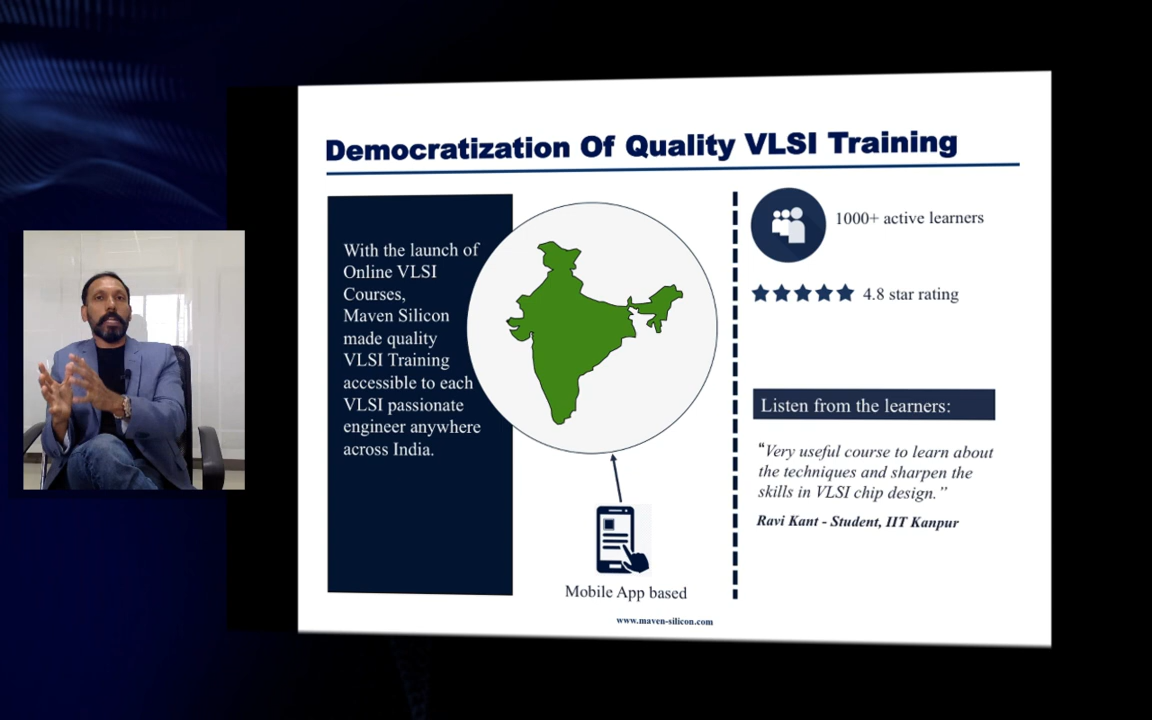 Democratization Of Quality VLSI Training
With the launch of
Online VLSI
Courses,
Maven Silicon
made quality
VLSI Training
accessible to each
VLSI passionate
engineer anywhere
across India.
Mobile App based
1000+ active learners
4.8 star rating
Listen from the learners:
“Very useful course to learn about
the techniques and sharpen the
skills in VLSI chip design.”
Ravi Kant - Student, IIT Kanpur
www.maven-silicon.com